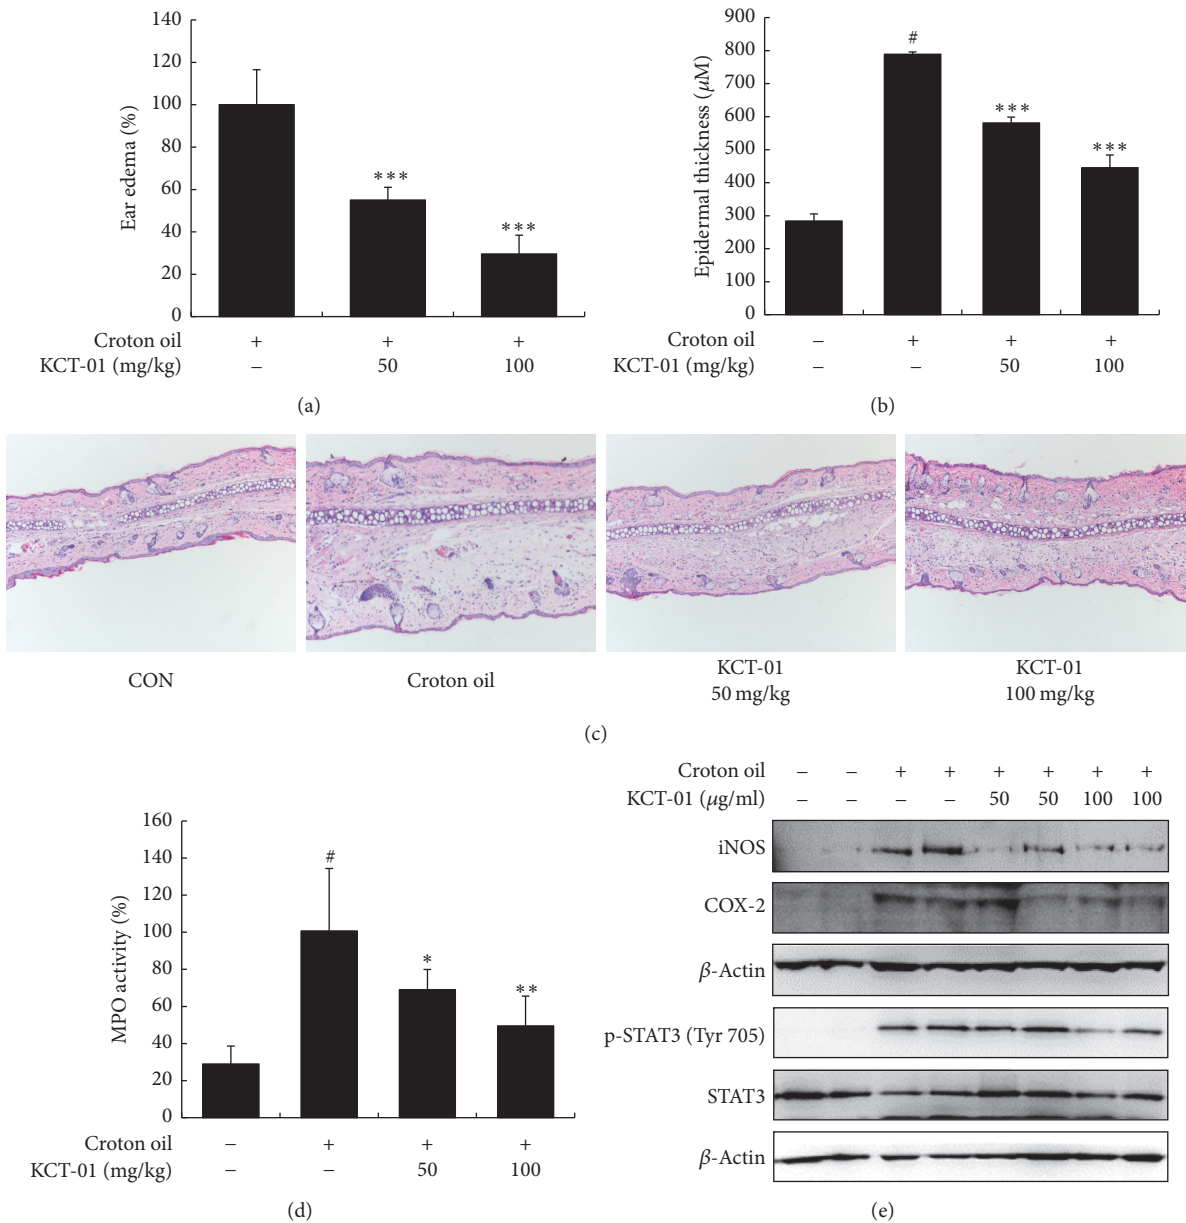 140
120
100
80
60
40
20
0
Ear edema (%)
***
***
Croton oil + + +
KCT-01 (mg/kg) – 50 100
(a)
900
800
700
600
500
400
300
200
100
0
Epidermal thickness (μM)
#
***
***
Croton oil – + + +
KCT-01 (mg/kg) – – 50 100
(b)
CON
Croton oil
KCT-01
50 mg/kg
KCT-01
100 mg/kg
(c)
160
140
120
100
80
60
40
20
0
MPO activity (%)
#
*
**
Croton oil – + + +
KCT-01 (mg/kg) – – 50 100
(d)
Croton oil – – + + + + + +
KCT-01 (μg/ml) – – – – 50 50 100 100
iNOS
COX-2
β-Actin
p-STAT3 (Tyr 705)
STAT3
β-Actin
(e)